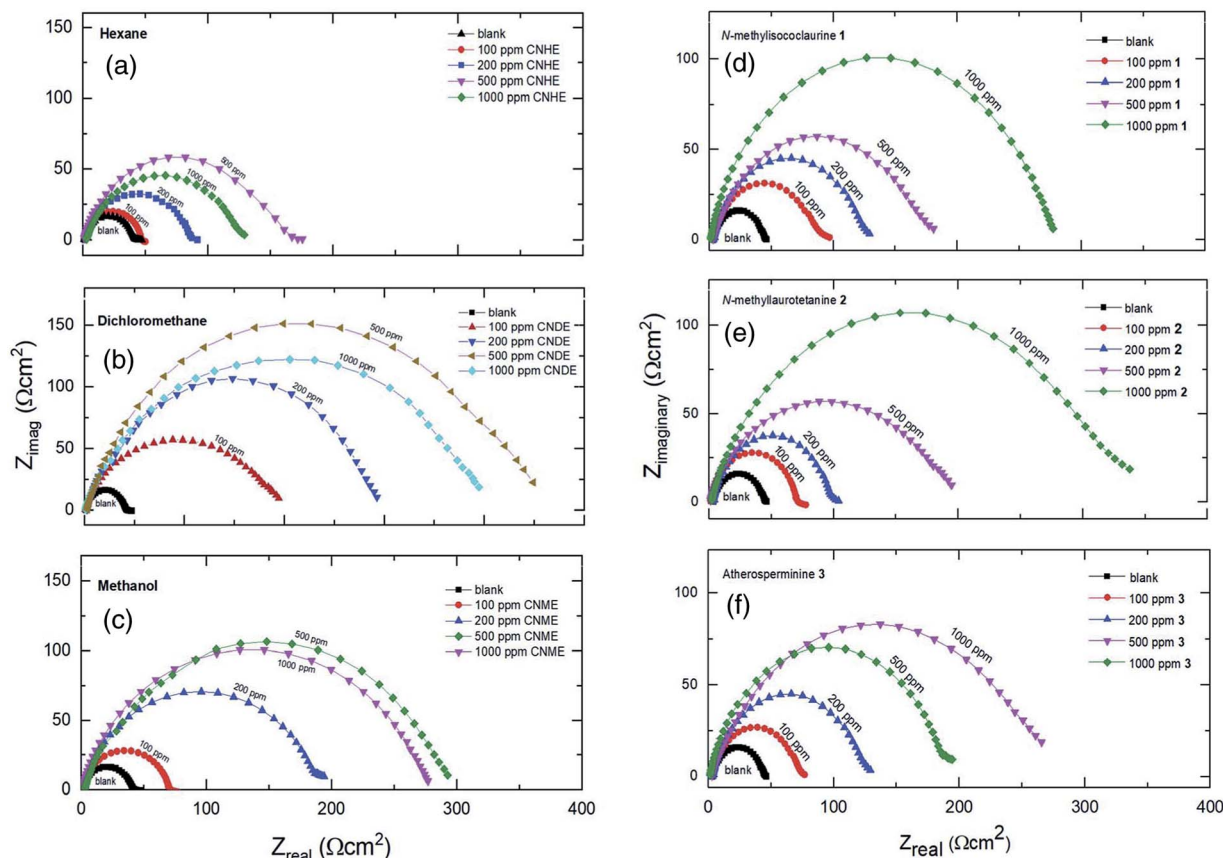 Hexane
(a)
blank
100 ppm CNHE
200 ppm CNHE
500 ppm CNHE
1000 ppm CNHE
150
100
50
0
blank
100 ppm
200 ppm
1000 ppm
500 ppm
Dichloromethane
(b)
blank
100 ppm CNDE
200 ppm CNDE
500 ppm CNDE
1000 ppm CNDE
150
100
50
0
blank
100 ppm
200 ppm
1000 ppm
500 ppm
Zimag (Ωcm2)
Methanol
(c)
blank
100 ppm CNME
200 ppm CNME
500 ppm CNME
1000 ppm CNME
150
100
50
0
blank
100 ppm
200 ppm
500 ppm
1000 ppm
0 100 200 300 400
Zreal (Ωcm2)
N-methylisococlaurine 1
(d)
blank
100 ppm 1
200 ppm 1
500 ppm 1
1000 ppm 1
100
50
0
blank
100 ppm
200 ppm
500 ppm
1000 ppm
N-methyllaurotetanine 2
(e)
blank
100 ppm 2
200 ppm 2
500 ppm 2
1000 ppm 2
100
50
0
blank
100 ppm
200 ppm
500 ppm
1000 ppm
Zimaginary (Ωcm2)
Atherosperminine 3
(f)
blank
100 ppm 3
200 ppm 3
500 ppm 3
1000 ppm 3
100
50
0
blank
100 ppm
200 ppm
500 ppm
1000 ppm
0 100 200 300 400
Zreal (Ωcm2)